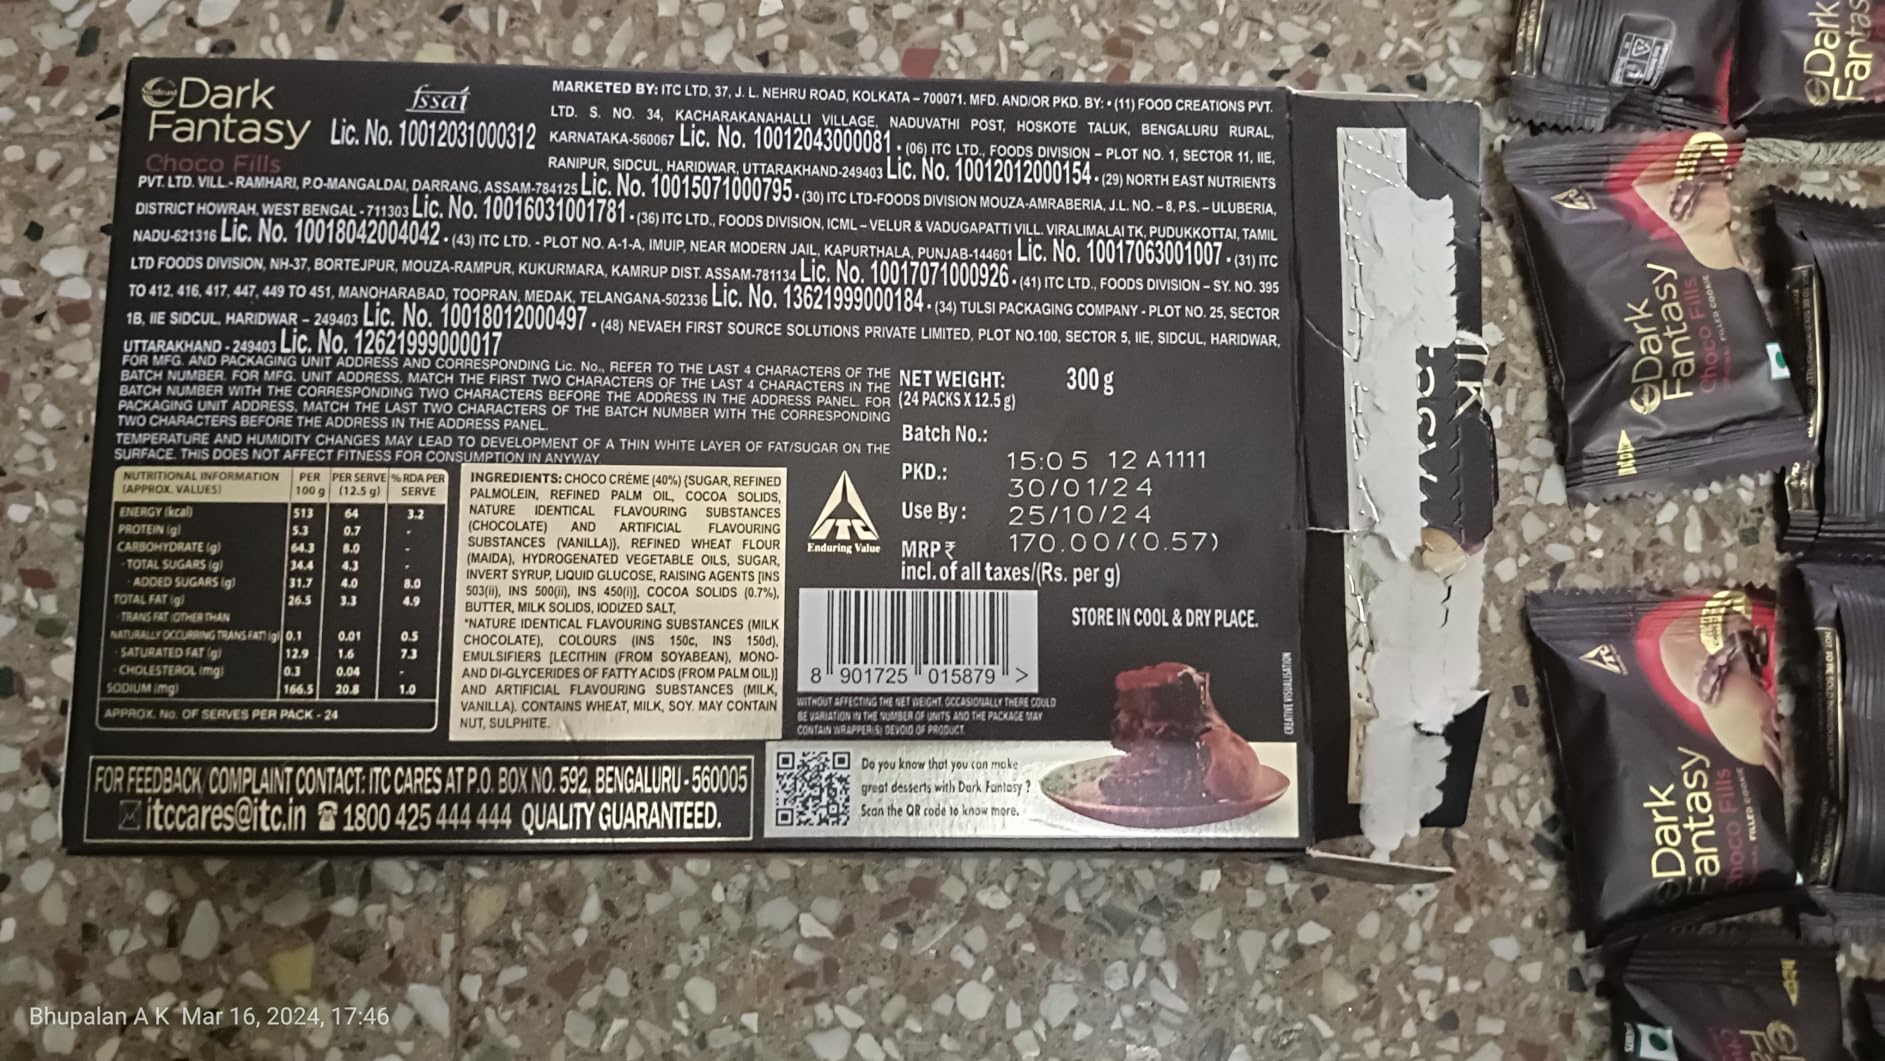 Dark
Fantasy
Choco Fills
fssai
Lic. No. 10012031000312
MARKETED BY: ITC LTD, 37, J. L. NEHRU ROAD, KOLKATA – 700071. MFD. AND/OR PKD. BY: • (11) FOOD CREATIONS PVT.
LTD. S. NO. 34, KACHARAKANAHALLI VILLAGE, NADUVATHI POST, HOSKOTE TALUK, BENGALURU RURAL,
KARNATAKA-560067 Lic. No. 10012043000081 • (06) ITC LTD., FOODS DIVISION – PLOT NO. 1, SECTOR 11, IIE,
RANIPUR, SIDCUL, HARIDWAR, UTTARAKHAND-249403 Lic. No. 10012012000154 • (29) NORTH EAST NUTRIENTS
PVT. LTD. VILL.- RAMHARI, P.O-MANGALDAI, DARRANG, ASSAM-784125 Lic. No. 10015071000795 • (30) ITC LTD-FOODS DIVISION MOUZA-AMRABERIA, J.L. NO. – 8, P.S. – ULUBERIA,
DISTRICT HOWRAH, WEST BENGAL - 711303 Lic. No. 10016031001781 • (36) ITC LTD., FOODS DIVISION, ICML – VELUR & VADUGAPATTI VILL. VIRALIMALAI TK, PUDUKKOTTAI, TAMIL
NADU-621316 Lic. No. 10018042004042 • (43) ITC LTD. - PLOT NO. A-1-A, IMUIP, NEAR MODERN JAIL, KAPURTHALA, PUNJAB-144601 Lic. No. 10017063001007 • (31) ITC
LTD FOODS DIVISION, NH-37, BORTEJPUR, MOUZA-RAMPUR, KUKURMARA, KAMRUP DIST. ASSAM-781134 Lic. No. 10017071000926 • (41) ITC LTD., FOODS DIVISION – SY. NO. 395
TO 412, 416, 417, 447, 449 TO 451, MANOHARABAD, TOOPRAN, MEDAK, TELANGANA-502336 Lic. No. 13621999000184 • (34) TULSI PACKAGING COMPANY - PLOT NO. 25, SECTOR
1B, IIE SIDCUL, HARIDWAR – 249403 Lic. No. 10018012000497 • (48) NEVAEH FIRST SOURCE SOLUTIONS PRIVATE LIMITED, PLOT NO.100, SECTOR 5, IIE, SIDCUL, HARIDWAR,
UTTARAKHAND - 249403 Lic. No. 12621999000017
FOR MFG. AND PACKAGING UNIT ADDRESS AND CORRESPONDING Lic. No., REFER TO THE LAST 4 CHARACTERS OF THE
BATCH NUMBER. FOR MFG. UNIT ADDRESS, MATCH THE FIRST TWO CHARACTERS OF THE LAST 4 CHARACTERS IN THE
BATCH NUMBER WITH THE CORRESPONDING TWO CHARACTERS BEFORE THE ADDRESS IN THE ADDRESS PANEL. FOR
PACKAGING UNIT ADDRESS, MATCH THE LAST TWO CHARACTERS OF THE BATCH NUMBER WITH THE CORRESPONDING
TWO CHARACTERS BEFORE THE ADDRESS IN THE ADDRESS PANEL.
TEMPERATURE AND HUMIDITY CHANGES MAY LEAD TO DEVELOPMENT OF A THIN WHITE LAYER OF FAT/SUGAR ON THE
SURFACE. THIS DOES NOT AFFECT FITNESS FOR CONSUMPTION IN ANYWAY
NUTRITIONAL INFORMATION (APPROX. VALUES) PER 100 g PER SERVE (12.5 g) % RDA PER SERVE
ENERGY (kcal) 513 64 3.2
PROTEIN (g) 5.3 0.7 -
CARBOHYDRATE (g) 64.3 8.0 -
- TOTAL SUGARS (g) 34.4 4.3 -
- ADDED SUGARS (g) 31.7 4.0 8.0
TOTAL FAT (g) 26.5 3.3 4.9
- TRANS FAT (OTHER THAN
NATURALLY OCCURRING TRANS FAT) (g) 0.1 0.01 0.5
- SATURATED FAT (g) 12.9 1.6 7.3
- CHOLESTEROL (mg) 0.3 0.04 -
SODIUM (mg) 166.5 20.8 1.0
APPROX. No. OF SERVES PER PACK - 24
INGREDIENTS: CHOCO CRÈME (40%) {SUGAR, REFINED
PALMOLEIN, REFINED PALM OIL, COCOA SOLIDS,
NATURE IDENTICAL FLAVOURING SUBSTANCES
(CHOCOLATE) AND ARTIFICIAL FLAVOURING
SUBSTANCES (VANILLA)}, REFINED WHEAT FLOUR
(MAIDA), HYDROGENATED VEGETABLE OILS, SUGAR,
INVERT SYRUP, LIQUID GLUCOSE, RAISING AGENTS [INS
503(ii), INS 500(ii), INS 450(i)], COCOA SOLIDS (0.7%),
BUTTER, MILK SOLIDS, IODIZED SALT,
*NATURE IDENTICAL FLAVOURING SUBSTANCES (MILK
CHOCOLATE), COLOURS (INS 150c, INS 150d),
EMULSIFIERS [LECITHIN (FROM SOYABEAN), MONO-
AND DI-GLYCERIDES OF FATTY ACIDS (FROM PALM OIL)]
AND ARTIFICIAL FLAVOURING SUBSTANCES (MILK,
VANILLA). CONTAINS WHEAT, MILK, SOY. MAY CONTAIN
NUT, SULPHITE.
NET WEIGHT: 300 g
(24 PACKS X 12.5 g)
Batch No.: 15:05 12 A1111
PKD.: 30/01/24
Use By: 25/10/24
MRP ₹ 170.00/(0.57)
incl. of all taxes/(Rs. per g)
ITC
Enduring Value
STORE IN COOL & DRY PLACE.
8 901725 015879 >
WITHOUT AFFECTING THE NET WEIGHT, OCCASIONALLY THERE COULD
BE VARIATION IN THE NUMBER OF UNITS AND THE PACKAGE MAY
CONTAIN WRAPPER(S) DEVOID OF PRODUCT.
CREATIVE VISUALISATION
FOR FEEDBACK/COMPLAINT CONTACT: ITC CARES AT P.O. BOX NO. 592, BENGALURU - 560005
itccares@itc.in 1800 425 444 444 QUALITY GUARANTEED.
Do you know that you can make
great desserts with Dark Fantasy ?
Scan the QR code to know more.
Dark
Fantasy
Dark
Fantasy
Choco Fills
FILLED COOKIE
Dark
Fantasy
Choco Fills
FILLED COOKIE
Bhupalan A K Mar 16, 2024, 17:46